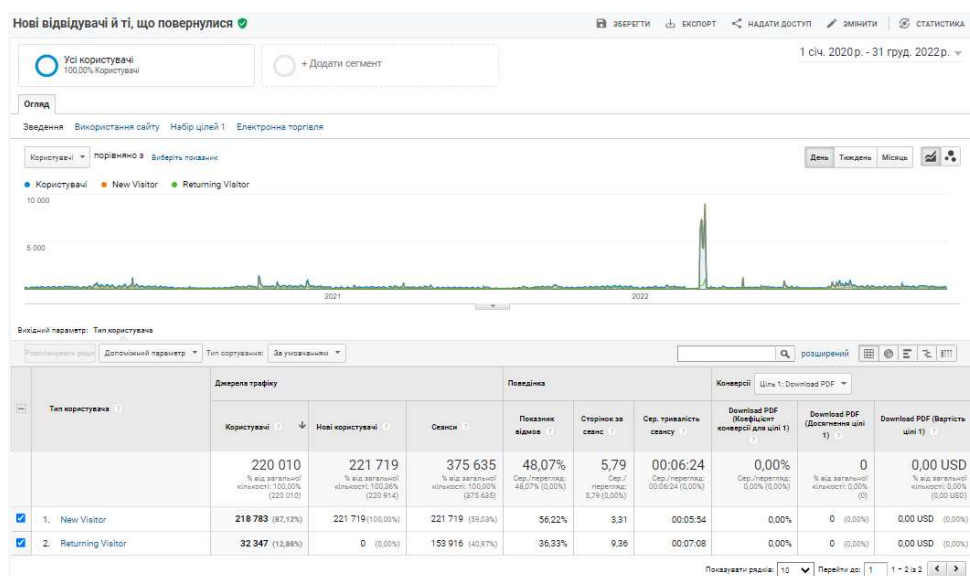 Нові відвідувачі й ті, що повернулися
ЗБЕРЕГТИ ЕКСПОРТ НАДАТИ ДОСТУП ЗМІНИТИ СТАТИСТИКА
1 січ. 2020 р. - 31 груд. 2022 р.
Усі користувачі
100,00% Користувачі
+ Додати сегмент
Огляд
Зведення Використання сайту Набір цілей 1 Електронна торгівля
Користувачі порівняно з Виберіть показник
День Тиждень Місяць
Користувачі New Visitor Returning Visitor
10 000
5 000
2021 2022
Вихідний параметр: Тип користувача
Допоміжний параметр Тип сортування: За умовчанням
розширений
Джерела трафіку Поведінка Конверсії Ціль 1: Download PDF
Тип користувача
Користувачі Нові користувачі Сеанси Показник відмов Сторінок за сеанс Сер. тривалість сеансу Download PDF (Коефіцієнт конверсії для цілі 1) Download PDF (Досягнення цілі 1) Download PDF (Вартість цілі 1)
220 010 221 719 375 635 48,07% 5,79 00:06:24 0,00% 0 0,00 USD
% від загальної кількості: 100,00% (220 010) % від загальної кількості: 100,36% (220 914) % від загальної кількості: 100,00% (375 635) Сер./перегляд: 48,07% (0,00%) Сер./перегляд: 5,79 (0,00%) Сер./перегляд: 00:06:24 (0,00%) Сер./перегляд: 0,00% (0,00%) % від загальної кількості: 0,00% (0) % від загальної кількості: 0,00% (0,00 USD)
1. New Visitor 218 783 (87,12%) 221 719 (100,00%) 221 719 (59,03%) 56,22% 3,31 00:05:54 0,00% 0 (0,00%) 0,00 USD (0,00%)
2. Returning Visitor 32 347 (12,88%) 0 (0,00%) 153 916 (40,97%) 36,33% 9,36 00:07:08 0,00% 0 (0,00%) 0,00 USD (0,00%)
Показувати рядків: 10 Перейти до: 1 1 – 2 із 2